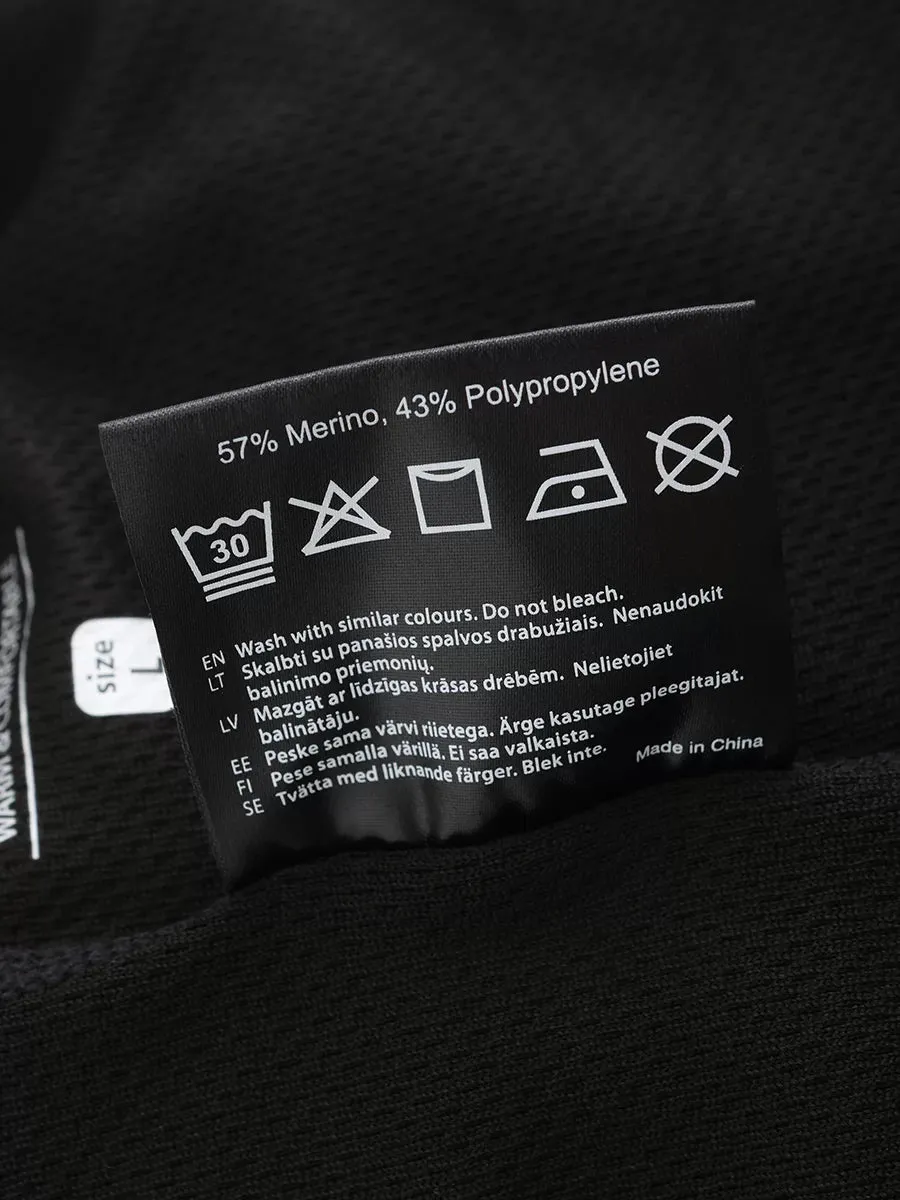 57% Merino, 43% Polypropylene
30
EN Wash with similar colours. Do not bleach.
LT Skalbti su panašios spalvos drabužiais. Nenaudokit
balinimo priemonių.
LV Mazgāt ar līdzīgas krāsas drēbēm. Nelietojiet
balinātāju.
EE Peske sama värvi riietega. Ärge kasutage pleegitajat.
FI Pese samalla värillä. Ei saa valkaista.
SE Tvätta med liknande färger. Blek inte.
Made in China
size
L
WARM & COMFORTABLE